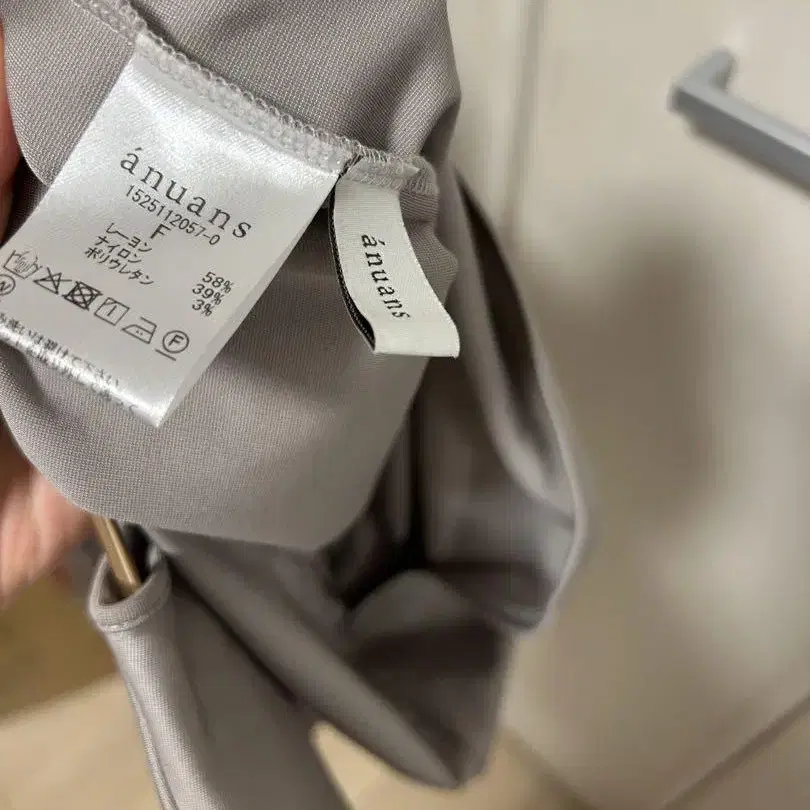 ánuans
1525112057-0
F
レーヨン 58%
ナイロン 39%
ポリウレタン 3%
F
ánuans